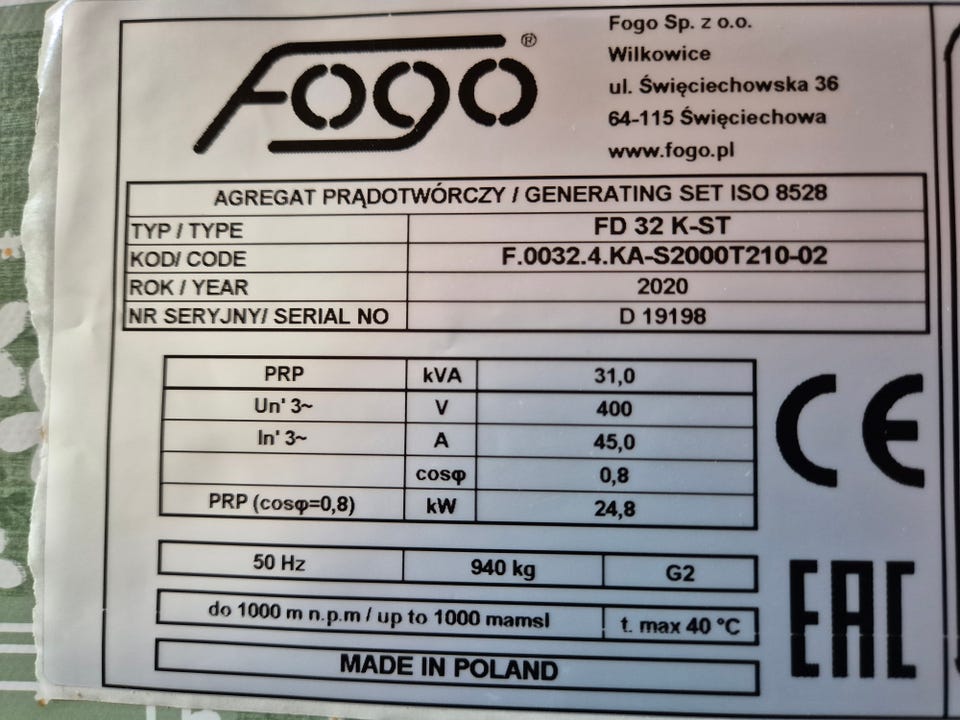 Fogo ®
Fogo Sp. z o.o.
Wilkowice
ul. Święciechowska 36
64-115 Święciechowa
www.fogo.pl
AGREGAT PRĄDOTWÓRCZY / GENERATING SET ISO 8528
TYP / TYPE FD 32 K-ST
KOD/ CODE F.0032.4.KA-S2000T210-02
ROK / YEAR 2020
NR SERYJNY/ SERIAL NO D 19198
PRP kVA 31,0
Un' 3~ V 400
In' 3~ A 45,0
cosφ 0,8
PRP (cosφ=0,8) kW 24,8
CE
50 Hz 940 kg G2
do 1000 m n.p.m / up to 1000 mamsl t. max 40 °C
EAC
MADE IN POLAND